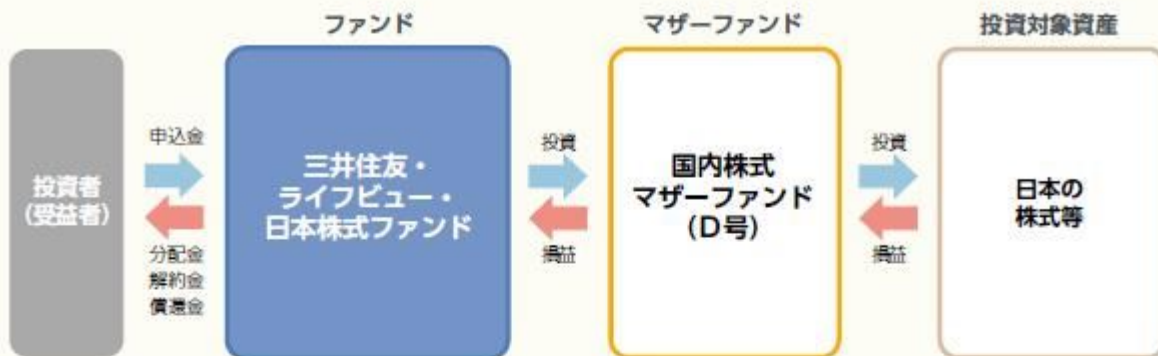 ファンド
マザーファンド
投資対象資産
投資者
(受益者)
申込金
分配金
解約金
償還金
三井住友・
ライフビュー・
日本株式ファンド
投資
損益
国内株式
マザーファンド
(D号)
投資
損益
日本の
株式等